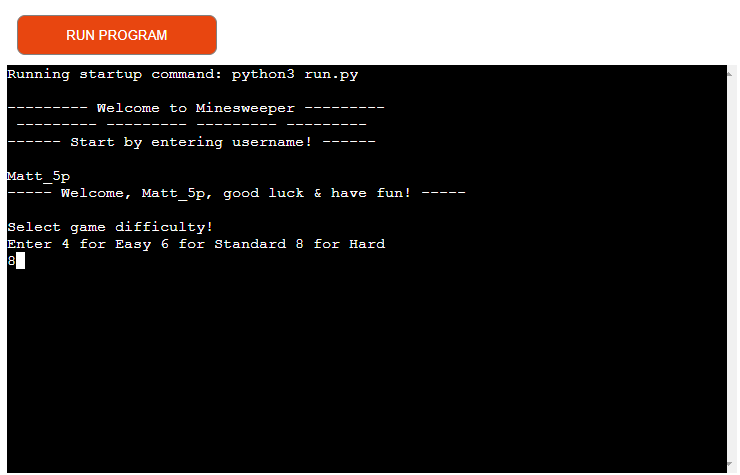 RUN PROGRAM
Running startup command: python3 run.py
--------- Welcome to Minesweeper ---------
--------- --------- --------- ---------
------ Start by entering username! ------
Matt_5p
----- Welcome, Matt_5p, good luck & have fun! -----
Select game difficulty!
Enter 4 for Easy 6 for Standard 8 for Hard
8